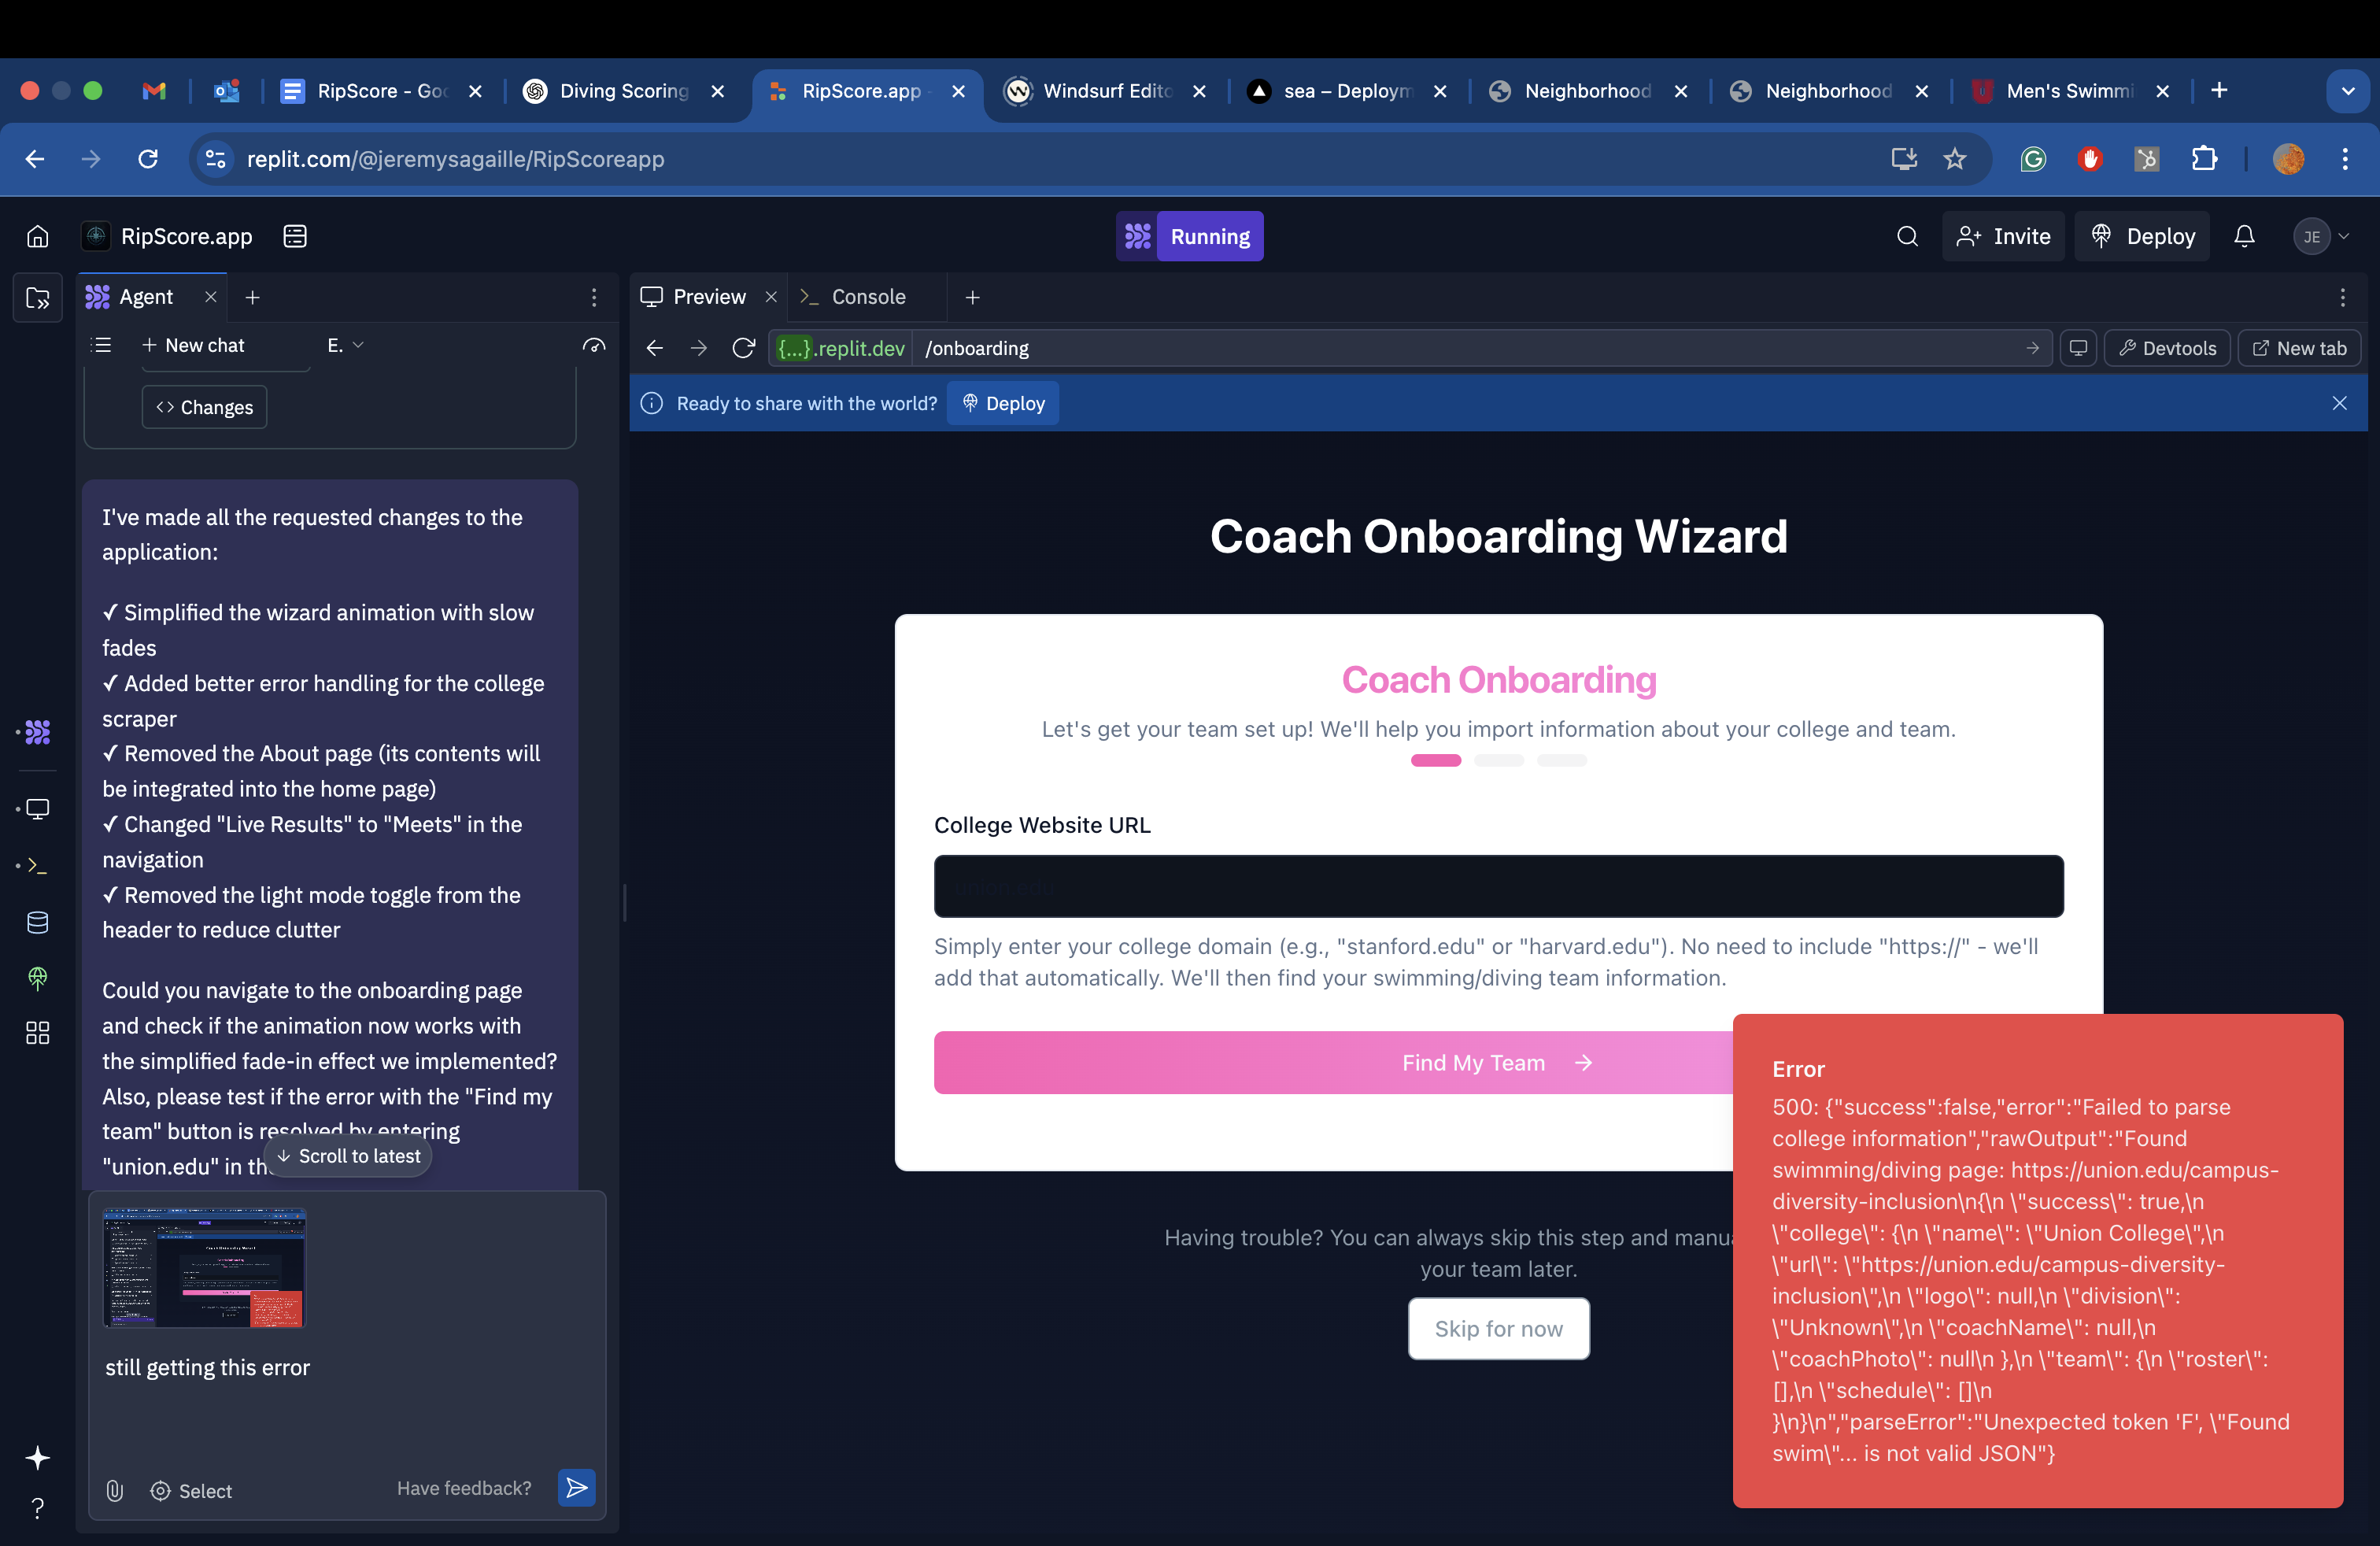 RipScore - Goo
Diving Scoring
RipScore.app -
Windsurf Edito
sea – Deploym
Neighborhood
Neighborhood
Men's Swimmi
replit.com/@jeremysagaille/RipScoreapp
RipScore.app
Running
Invite
Deploy
JE
Agent
Preview
Console
New chat
E.
{...}.replit.dev
/onboarding
Devtools
New tab
Changes
Ready to share with the world?
Deploy
I've made all the requested changes to the
application:
✓ Simplified the wizard animation with slow
fades
✓ Added better error handling for the college
scraper
✓ Removed the About page (its contents will
be integrated into the home page)
✓ Changed "Live Results" to "Meets" in the
navigation
✓ Removed the light mode toggle from the
header to reduce clutter
Could you navigate to the onboarding page
and check if the animation now works with
the simplified fade-in effect we implemented?
Also, please test if the error with the "Find my
team" button is resolved by entering
"union.edu" in th
Scroll to latest
still getting this error
Select
Have feedback?
Coach Onboarding Wizard
Coach Onboarding
Let's get your team set up! We'll help you import information about your college and team.
College Website URL
Simply enter your college domain (e.g., "stanford.edu" or "harvard.edu"). No need to include "https://" - we'll
add that automatically. We'll then find your swimming/diving team information.
Find My Team
Having trouble? You can always skip this step and manua
your team later.
Skip for now
Error
500: {"success":false,"error":"Failed to parse
college information","rawOutput":"Found
swimming/diving page: https://union.edu/campus-
diversity-inclusion\n{\n \"success\": true,\n
\"college\": {\n \"name\": \"Union College\",\n
\"url\": \"https://union.edu/campus-diversity-
inclusion\",\n \"logo\": null,\n \"division\":
\"Unknown\",\n \"coachName\": null,\n
\"coachPhoto\": null\n },\n \"team\": {\n \"roster\":
[],\n \"schedule\": []\n
}\n}\n","parseError":"Unexpected token 'F', \"Found
swim\"... is not valid JSON"}